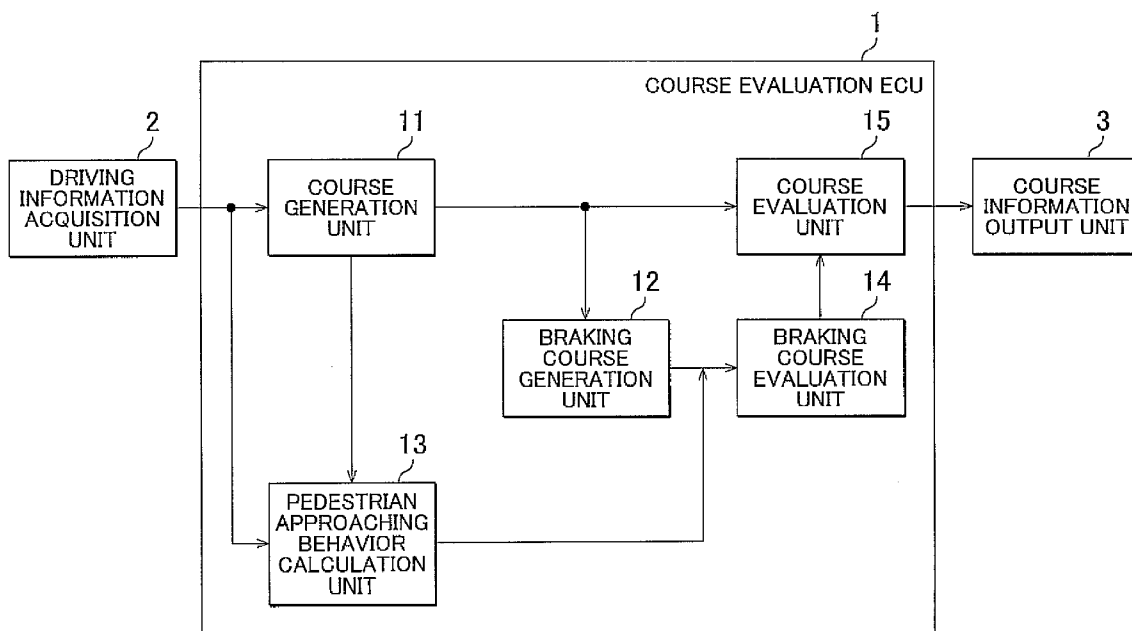 1
COURSE EVALUATION ECU
2
DRIVING
INFORMATION
ACQUISITION
UNIT
11
COURSE
GENERATION
UNIT
15
COURSE
EVALUATION
UNIT
3
COURSE
INFORMATION
OUTPUT UNIT
12
BRAKING
COURSE
GENERATION
UNIT
14
BRAKING
COURSE
EVALUATION
UNIT
13
PEDESTRIAN
APPROACHING
BEHAVIOR
CALCULATION
UNIT